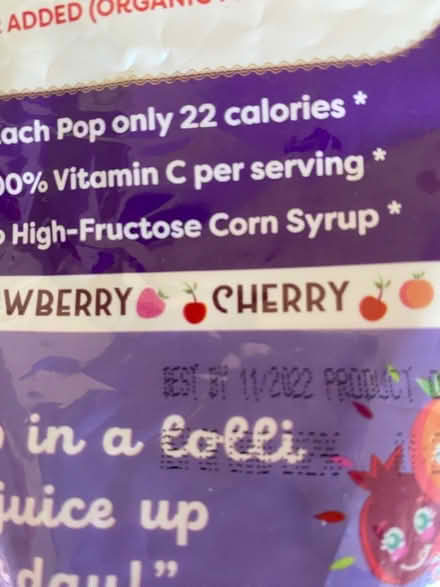 ADDED (ORGANIC
ach Pop only 22 calories *
00% Vitamin C per serving *
High-Fructose Corn Syrup *
WBERRY CHERRY
BEST BY 11/2022 PRODUCT
in a lolli
juice up
day!”